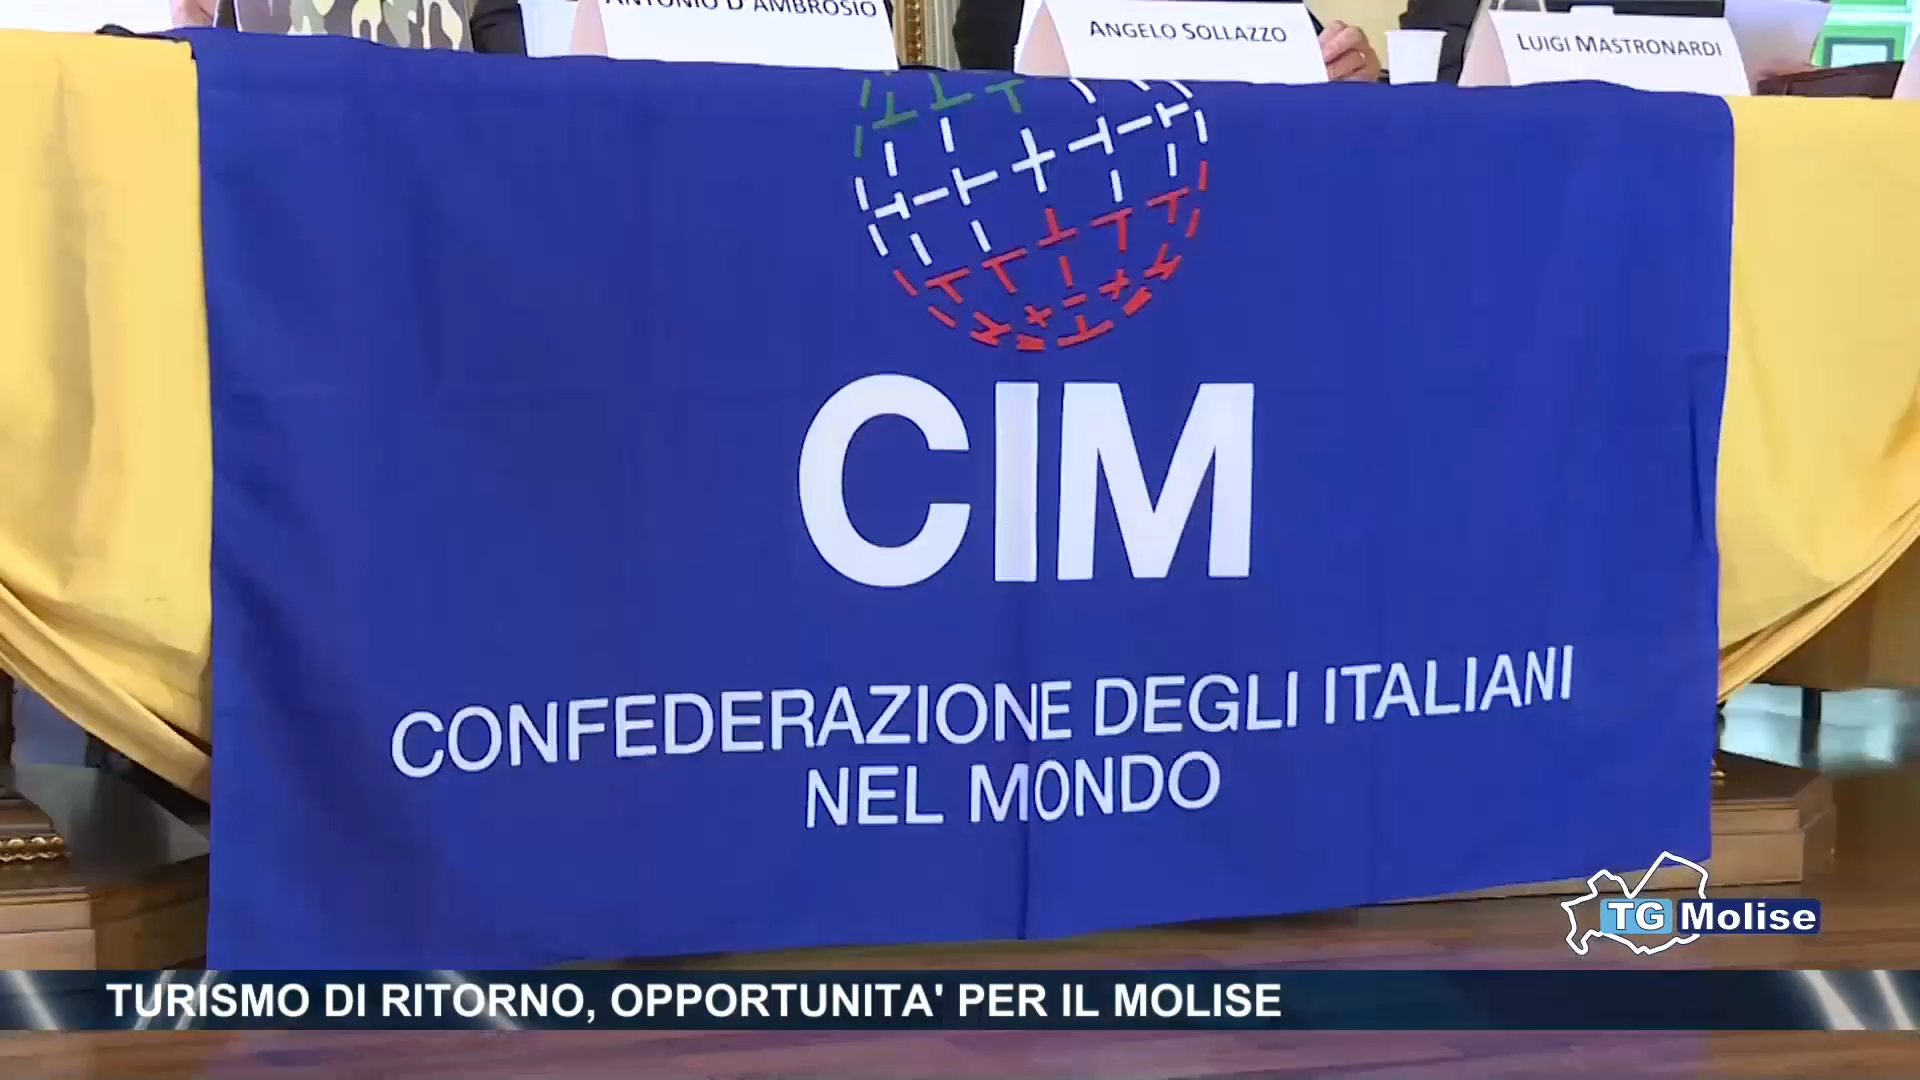 ANTONIO D'AMBROSIO
ANGELO SOLLAZZO
LUIGI MASTRONARDI
CIM
CONFEDERAZIONE DEGLI ITALIANI
NEL MONDO
TG Molise
TURISMO DI RITORNO, OPPORTUNITA' PER IL MOLISE